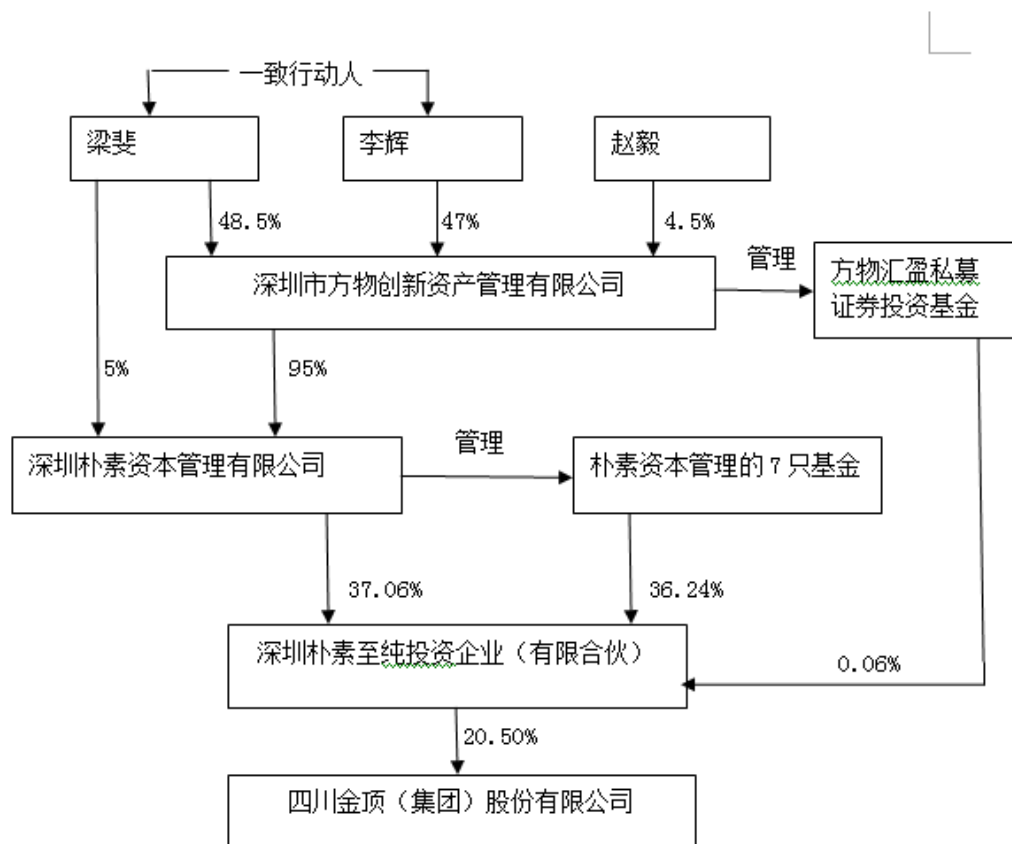 一致行动人
梁斐
李辉
赵毅
48.5%
47%
4.5%
管理
深圳市方物创新资产管理有限公司
方物汇盈私墓
证券投资基金
5%
95%
深圳朴素资本管理有限公司
管理
朴素资本管理的7只基金
37.06%
36.24%
深圳朴素至纯投资企业（有限合伙）
0.06%
20.50%
四川金顶（集团）股份有限公司